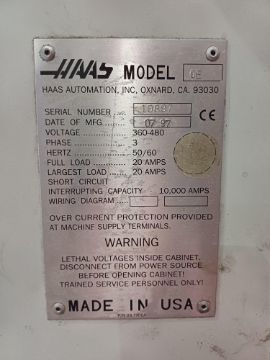 HAAS MODEL
HAAS AUTOMATION, INC, OXNARD, CA. 93030
SERIAL NUMBER
DATE OF MFG. 07 97
VOLTAGE 360-480
PHASE 3
HERTZ 50/60
FULL LOAD 20 AMPS
LARGEST LOAD 20 AMPS
SHORT CIRCUIT
INTERRUPTING CAPACITY 10,000 AMPS
WIRING DIAGRAM
CE
OVER CURRENT PROTECTION PROVIDED
AT MACHINE SUPPLY TERMINALS.
WARNING
LETHAL VOLTAGES INSIDE CABINET.
DISCONNECT FROM POWER SOURCE
BEFORE OPENING CABINET!
TRAINED SERVICE PERSONNEL ONLY!
MADE IN USA